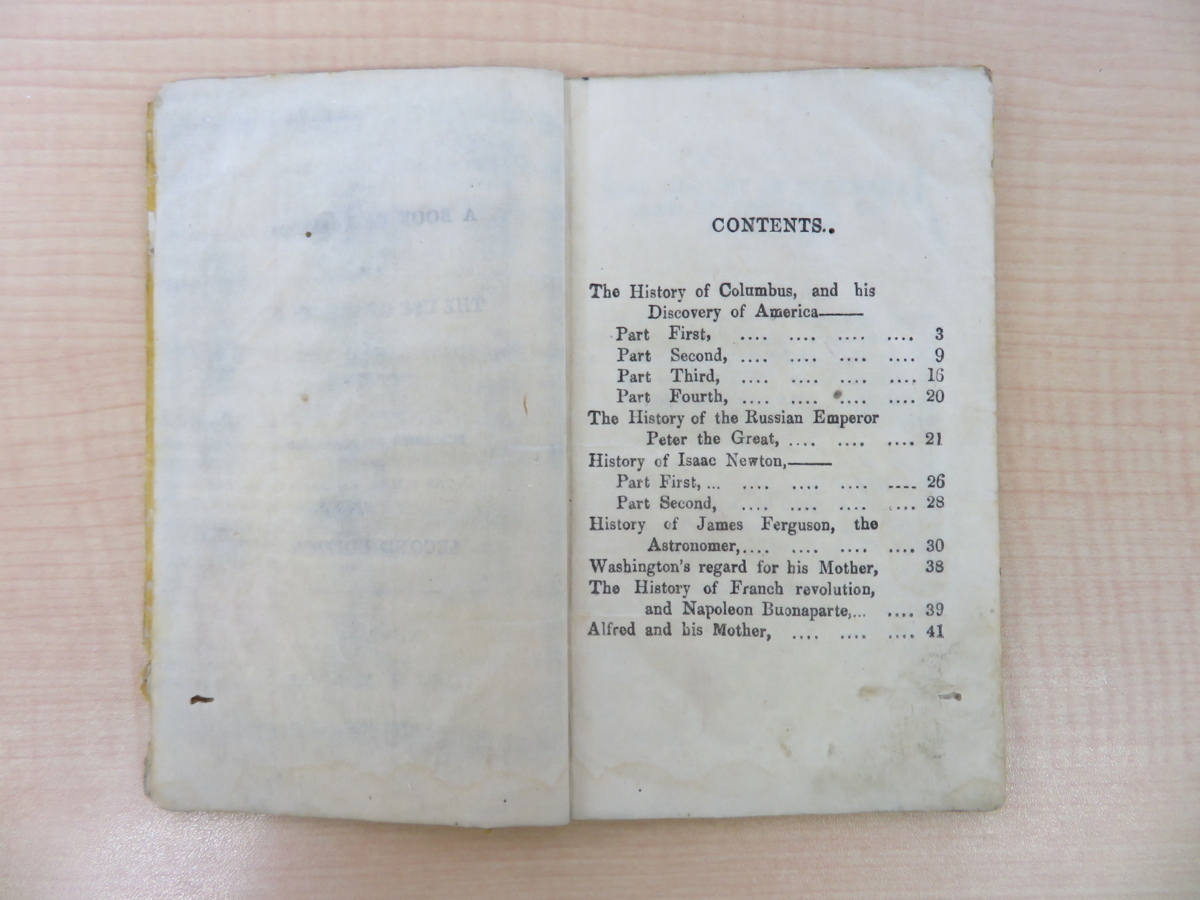 CONTENTS..
The History of Columbus, and his
Discovery of America——
Part First, .... .... .... .... 3
Part Second, .... .... .... .... 9
Part Third, .... .... .... .... 16
Part Fourth, .... .... .... .... 20
The History of the Russian Emperor
Peter the Great, .... .... .... 21
History of Isaac Newton,——
Part First, ... .... .... .... .... 26
Part Second, .... .... .... .... 28
History of James Ferguson, the
Astronomer,.... .... .... .... 30
Washington's regard for his Mother, 38
The History of Franch revolution,
and Napoleon Buonaparte,... .... 39
Alfred and his Mother, .... .... .... 41